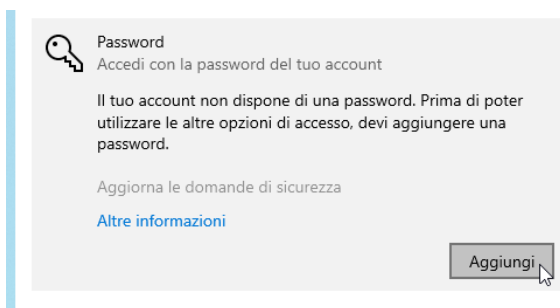 Password
Accedi con la password del tuo account
Il tuo account non dispone di una password. Prima di poter
utilizzare le altre opzioni di accesso, devi aggiungere una
password.
Aggiorna le domande di sicurezza
Altre informazioni
Aggiungi